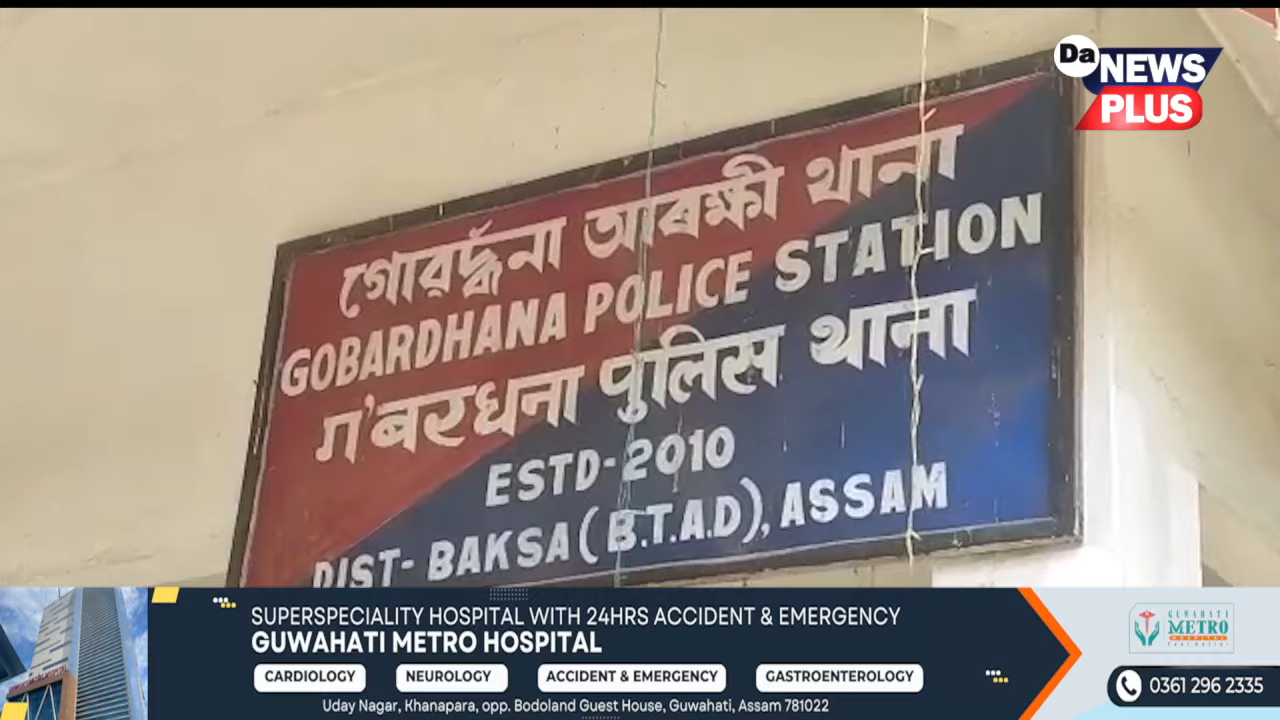 Da
NEWS
PLUS
গোবৰ্দ্ধনা আৰক্ষী থানা
GOBARDHANA POLICE STATION
ग'बरधना पुलिस थाना
ESTD-2010
DIST- BAKSA (B.T.A.D), ASSAM
SUPERSPECIALITY HOSPITAL WITH 24HRS ACCIDENT & EMERGENCY
GUWAHATI METRO HOSPITAL
CARDIOLOGY NEUROLOGY ACCIDENT & EMERGENCY GASTROENTEROLOGY
Uday Nagar, Khanapara, opp. Bodoland Guest House, Guwahati, Assam 781022
GUWAHATI
METRO
HOSPITAL
0361 296 2335